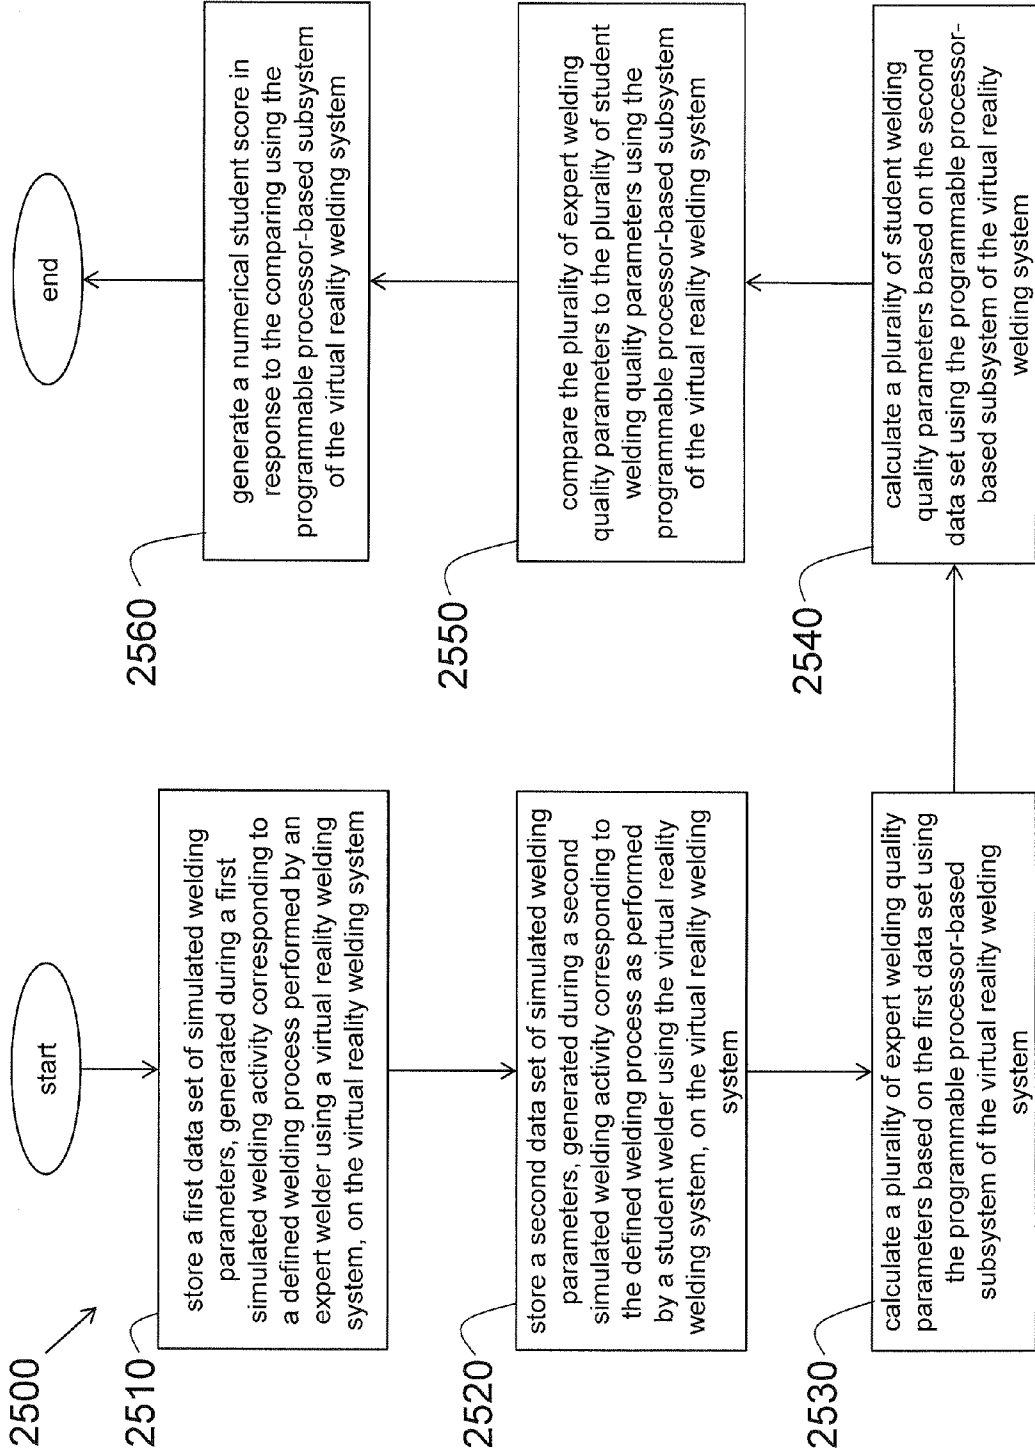 2500
start
2510
store a first data set of simulated welding
parameters, generated during a first
simulated welding activity corresponding to
a defined welding process performed by an
expert welder using a virtual reality welding
system, on the virtual reality welding system
2520
store a second data set of simulated welding
parameters, generated during a second
simulated welding activity corresponding to
the defined welding process as performed
by a student welder using the virtual reality
welding system, on the virtual reality welding
system
2530
calculate a plurality of expert welding quality
parameters based on the first data set using
the programmable processor-based
subsystem of the virtual reality welding
system
2540
calculate a plurality of student welding
quality parameters based on the second
data set using the programmable processor-
based subsystem of the virtual reality
welding system
2550
compare the plurality of expert welding
quality parameters to the plurality of student
welding quality parameters using the
programmable processor-based subsystem
of the virtual reality welding system
2560
generate a numerical student score in
response to the comparing using the
programmable processor-based subsystem
of the virtual reality welding system
end